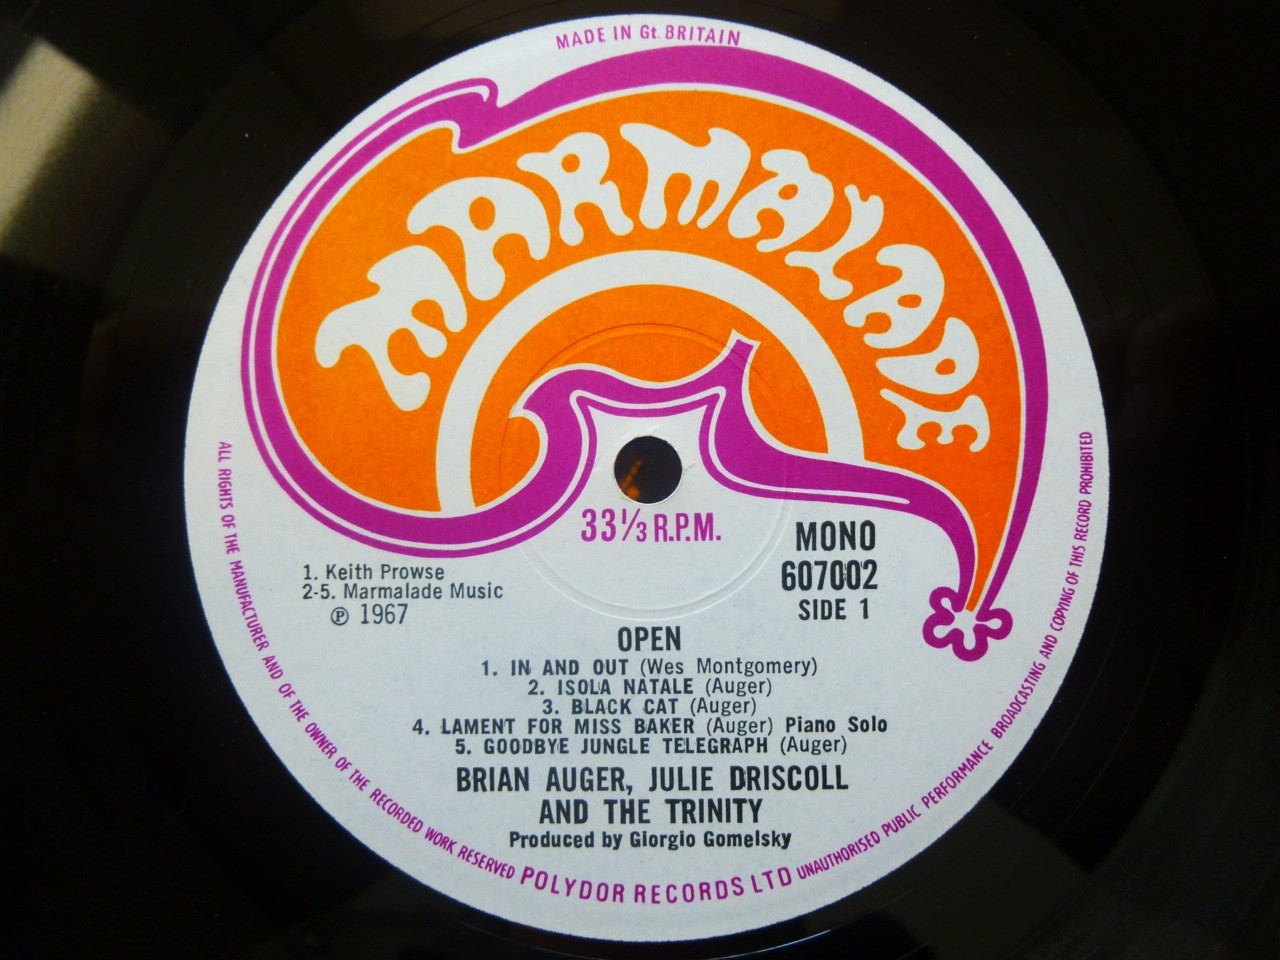 MADE IN Gt. BRITAIN
MARMALADE
33⅓ R.P.M.
MONO
607002
SIDE 1
1. Keith Prowse
2-5. Marmalade Music
℗ 1967
OPEN
1. IN AND OUT (Wes Montgomery)
2. ISOLA NATALE (Auger)
3. BLACK CAT (Auger)
4. LAMENT FOR MISS BAKER (Auger) Piano Solo
5. GOODBYE JUNGLE TELEGRAPH (Auger)
BRIAN AUGER, JULIE DRISCOLL
AND THE TRINITY
Produced by Giorgio Gomelsky
ALL RIGHTS OF THE MANUFACTURER AND OF THE OWNER OF THE RECORDED WORK RESERVED POLYDOR RECORDS LTD UNAUTHORISED PUBLIC PERFORMANCE BROADCASTING AND COPYING OF THIS RECORD PROHIBITED